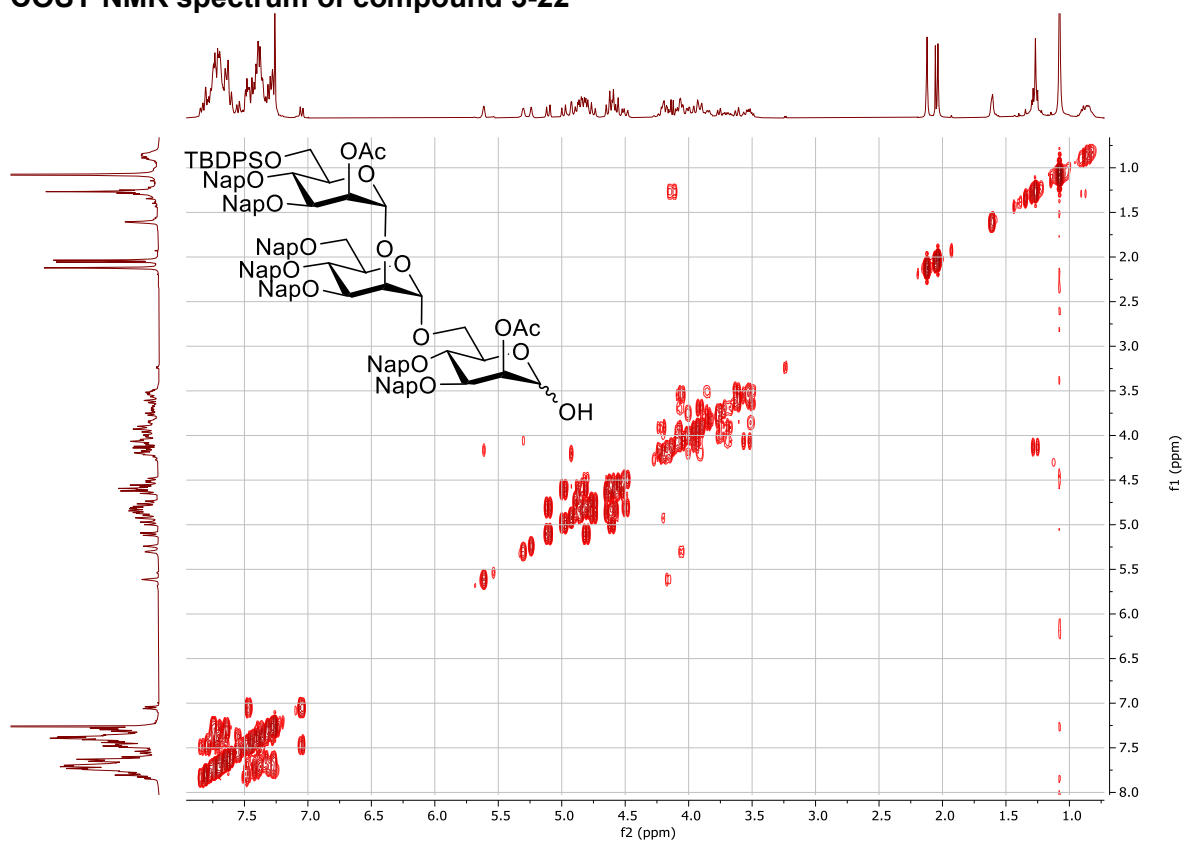 COSY NMR spectrum of compound 3-22
TBDPSO
OAc
NapO
O
NapO
O
NapO
O
NapO
NapO
O
OAc
O
NapO
NapO
OH
1.0
1.5
2.0
2.5
3.0
3.5
4.0
4.5
5.0
5.5
6.0
6.5
7.0
7.5
8.0
f1 (ppm)
7.5 7.0 6.5 6.0 5.5 5.0 4.5 4.0 3.5 3.0 2.5 2.0 1.5 1.0
f2 (ppm)